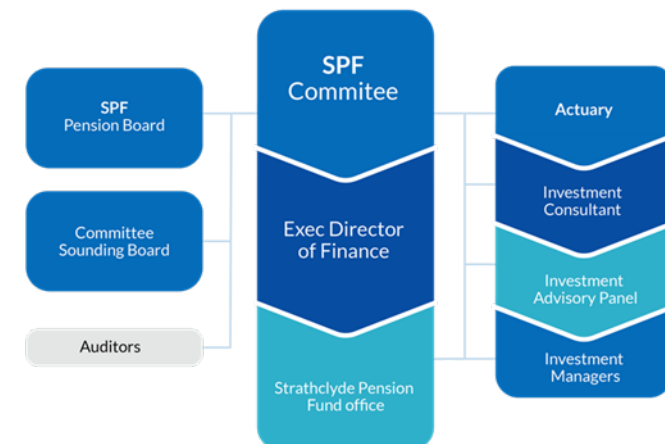 SPF
Pension Board
Committee
Sounding Board
Auditors
SPF
Commitee
Exec Director
of Finance
Strathclyde Pension
Fund office
Actuary
Investment
Consultant
Investment
Advisory Panel
Investment
Managers